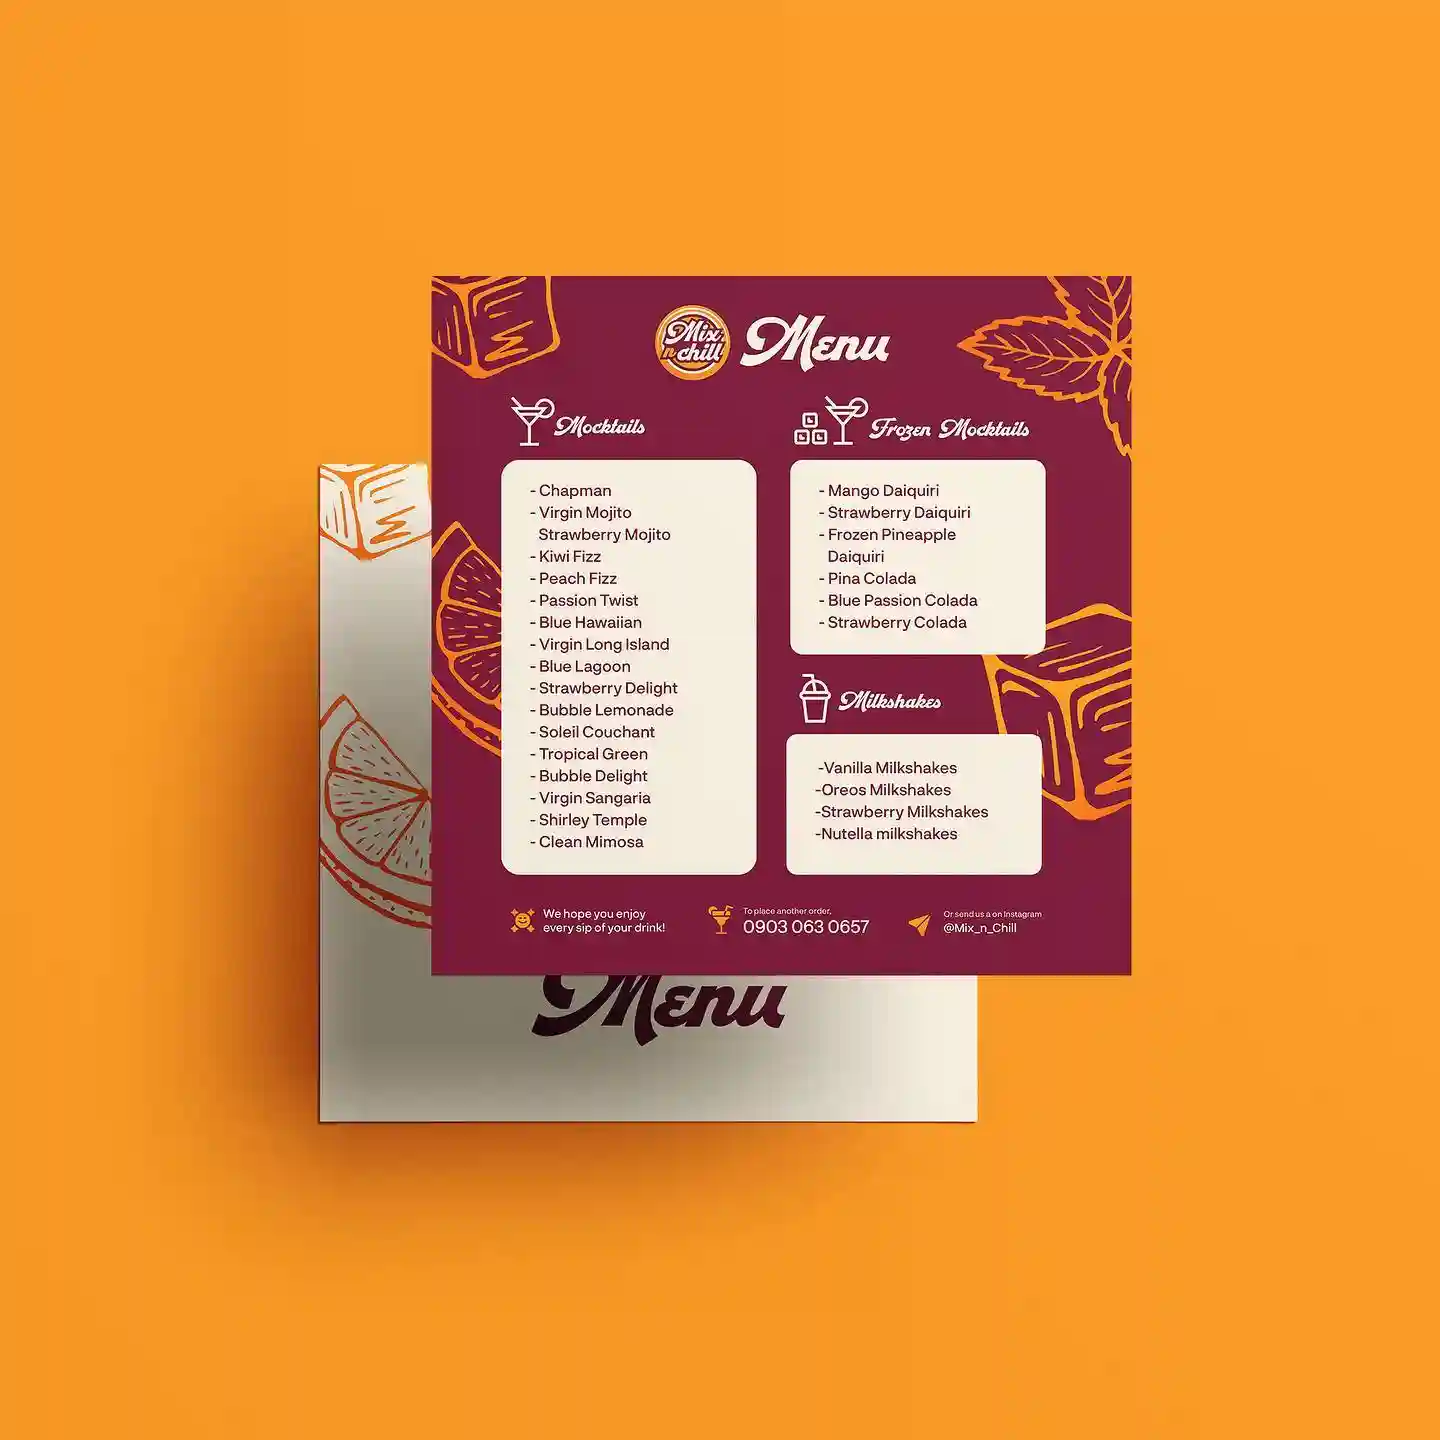 Mix
n chill
Menu
Mocktails
- Chapman
- Virgin Mojito
Strawberry Mojito
- Kiwi Fizz
- Peach Fizz
- Passion Twist
- Blue Hawaiian
- Virgin Long Island
- Blue Lagoon
- Strawberry Delight
- Bubble Lemonade
- Soleil Couchant
- Tropical Green
- Bubble Delight
- Virgin Sangaria
- Shirley Temple
- Clean Mimosa
Frozen Mocktails
- Mango Daiquiri
- Strawberry Daiquiri
- Frozen Pineapple
Daiquiri
- Pina Colada
- Blue Passion Colada
- Strawberry Colada
Milkshakes
-Vanilla Milkshakes
-Oreos Milkshakes
-Strawberry Milkshakes
-Nutella milkshakes
We hope you enjoy
every sip of your drink!
To place another order,
0903 063 0657
Or send us a on Instagram
@Mix_n_Chill
Menu